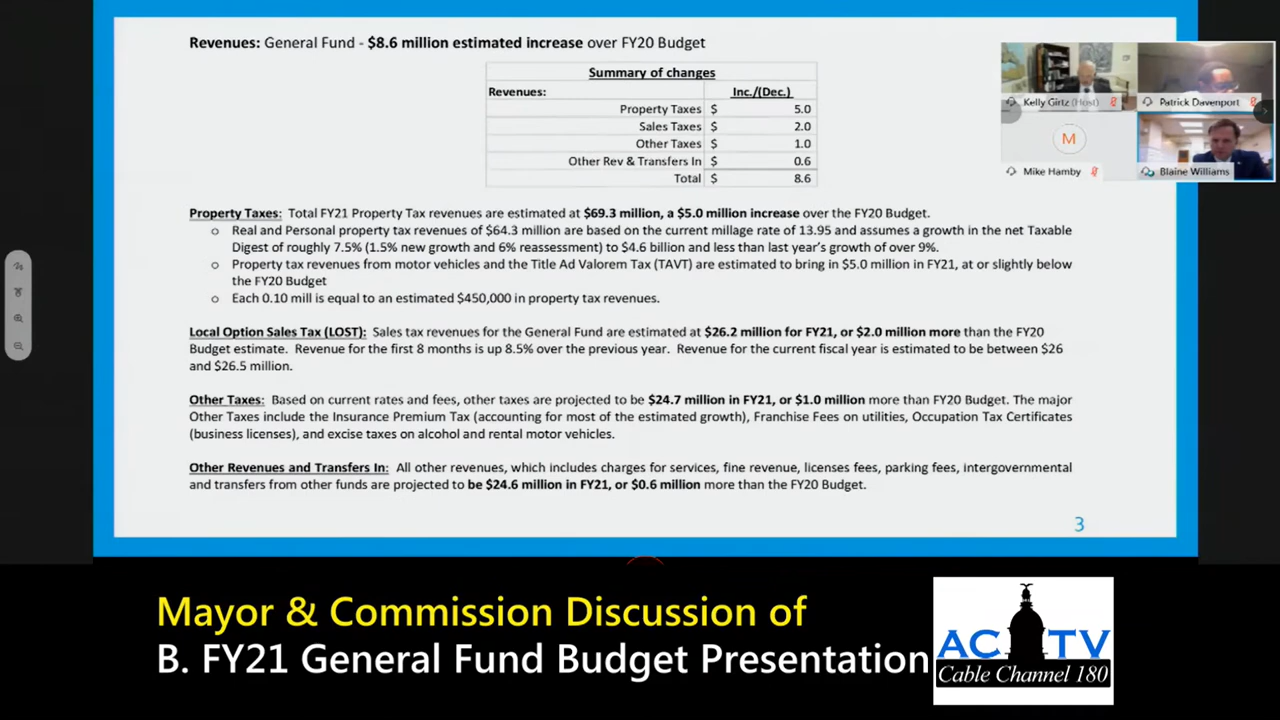 Revenues: General Fund - $8.6 million estimated increase over FY20 Budget
Summary of changes
Revenues: Inc./(Dec.)
Property Taxes $ 5.0
Sales Taxes $ 2.0
Other Taxes $ 1.0
Other Rev & Transfers In $ 0.6
Total $ 8.6
Kelly Girtz (Host)
Patrick Davenport
M
Mike Hamby
Blaine Williams
Property Taxes: Total FY21 Property Tax revenues are estimated at $69.3 million, a $5.0 million increase over the FY20 Budget.
o Real and Personal property tax revenues of $64.3 million are based on the current millage rate of 13.95 and assumes a growth in the net Taxable
Digest of roughly 7.5% (1.5% new growth and 6% reassessment) to $4.6 billion and less than last year's growth of over 9%.
o Property tax revenues from motor vehicles and the Title Ad Valorem Tax (TAVT) are estimated to bring in $5.0 million in FY21, at or slightly below
the FY20 Budget
o Each 0.10 mill is equal to an estimated $450,000 in property tax revenues.
Local Option Sales Tax (LOST): Sales tax revenues for the General Fund are estimated at $26.2 million for FY21, or $2.0 million more than the FY20
Budget estimate. Revenue for the first 8 months is up 8.5% over the previous year. Revenue for the current fiscal year is estimated to be between $26
and $26.5 million.
Other Taxes: Based on current rates and fees, other taxes are projected to be $24.7 million in FY21, or $1.0 million more than FY20 Budget. The major
Other Taxes include the Insurance Premium Tax (accounting for most of the estimated growth), Franchise Fees on utilities, Occupation Tax Certificates
(business licenses), and excise taxes on alcohol and rental motor vehicles.
Other Revenues and Transfers In: All other revenues, which includes charges for services, fine revenue, licenses fees, parking fees, intergovernmental
and transfers from other funds are projected to be $24.6 million in FY21, or $0.6 million more than the FY20 Budget.
3
Mayor & Commission Discussion of
B. FY21 General Fund Budget Presentation
AC TV
Cable Channel 180